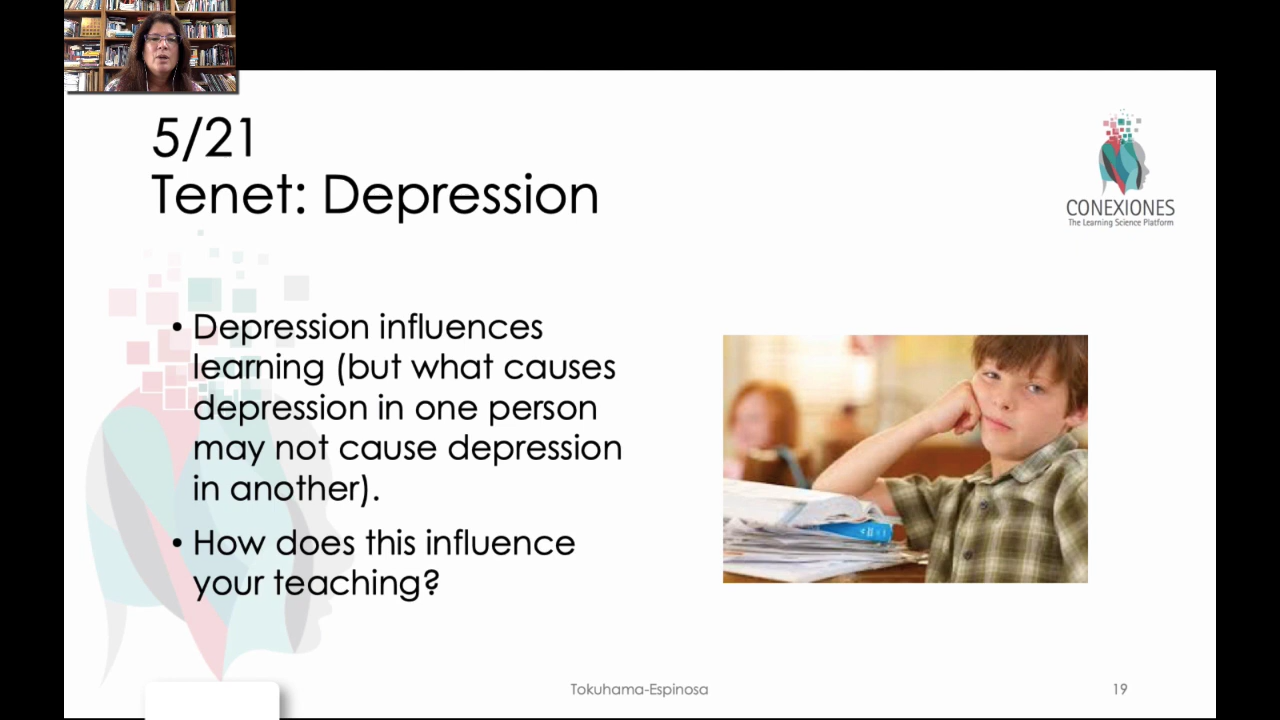 5/21
Tenet: Depression
CONEXIONES
The Learning Science Platform
• Depression influences
learning (but what causes
depression in one person
may not cause depression
in another).
• How does this influence
your teaching?
Tokuhama-Espinosa
19